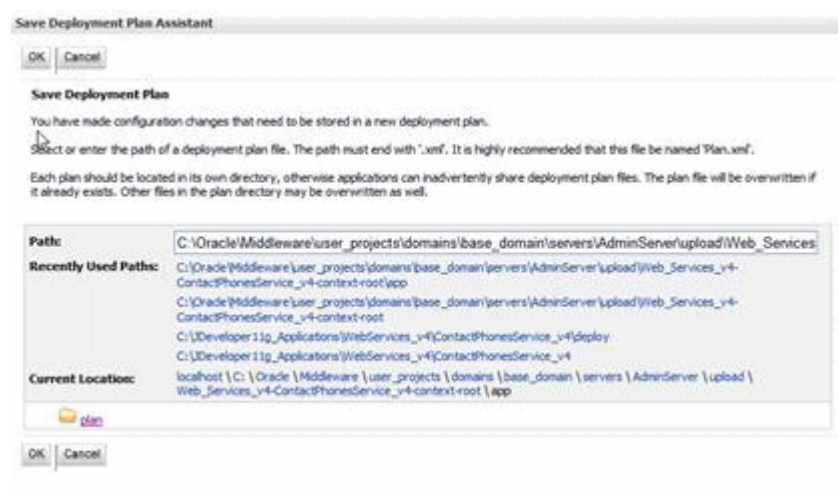 Save Deployment Plan Assistant
OK Cancel
Save Deployment Plan
You have made configuration changes that need to be stored in a new deployment plan.
Select or enter the path of a deployment plan file. The path must end with '.xml'. It is highly recommended that this file be named 'Plan.xml'.
Each plan should be located in its own directory, otherwise applications can inadvertently share deployment plan files. The plan file will be overwritten if
it already exists. Other files in the plan directory may be overwritten as well.
Path: C:\Oracle\Middleware\user_projects\domains\base_domain\servers\AdminServer\upload\Web_Services
Recently Used Paths: C:\Oracle\Middleware\user_projects\domains\base_domain\servers\AdminServer\upload\Web_Services_v4-
ContactPhonesService_v4-context-root\app
C:\Oracle\Middleware\user_projects\domains\base_domain\servers\AdminServer\upload\Web_Services_v4-
ContactPhonesService_v4-context-root
C:\JDeveloper11g_Applications\WebServices_v4\ContactPhonesService_v4\deploy
C:\JDeveloper11g_Applications\WebServices_v4\ContactPhonesService_v4
Current Location: localhost \ C: \ Oracle \ Middleware \ user_projects \ domains \ base_domain \ servers \ AdminServer \ upload \
Web_Services_v4-ContactPhonesService_v4-context-root \ app
plan
OK Cancel